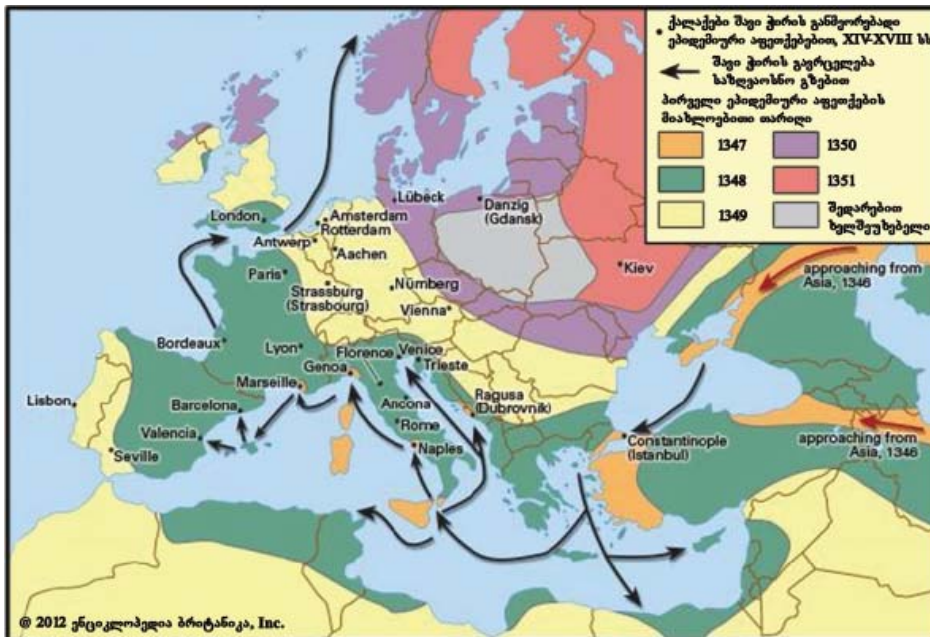 ქალაქები შავი ჭირის განმეორებადი
ეპიდემიური აფეთქებებით, XIV-XVIII სს
შავი ჭირის გავრცელება
საზღვაოსნო გზებით
პირველი ეპიდემიური აფეთქების
მიახლოებითი თარიღი
1347
1350
1348
1351
1349
შედარებით
ხელშეუხებელი
Lübeck
Danzig
(Gdansk)
London
Amsterdam
Rotterdam
Antwerp
Aachen
Kiev
approaching from
Asia, 1346
Paris
Nürnberg
Strassburg
(Strasbourg)
Vienna
Bordeaux
Lyon
Florence
Venice
Genoa
Trieste
Marseille
Ragusa
(Dubrovnik)
Lisbon
Barcelona
Ancona
Rome
Constantinople
(Istanbul)
approaching from
Asia, 1346
Valencia
Naples
Seville
@ 2012 ენციკლოპედია ბრიტანიკა, Inc.